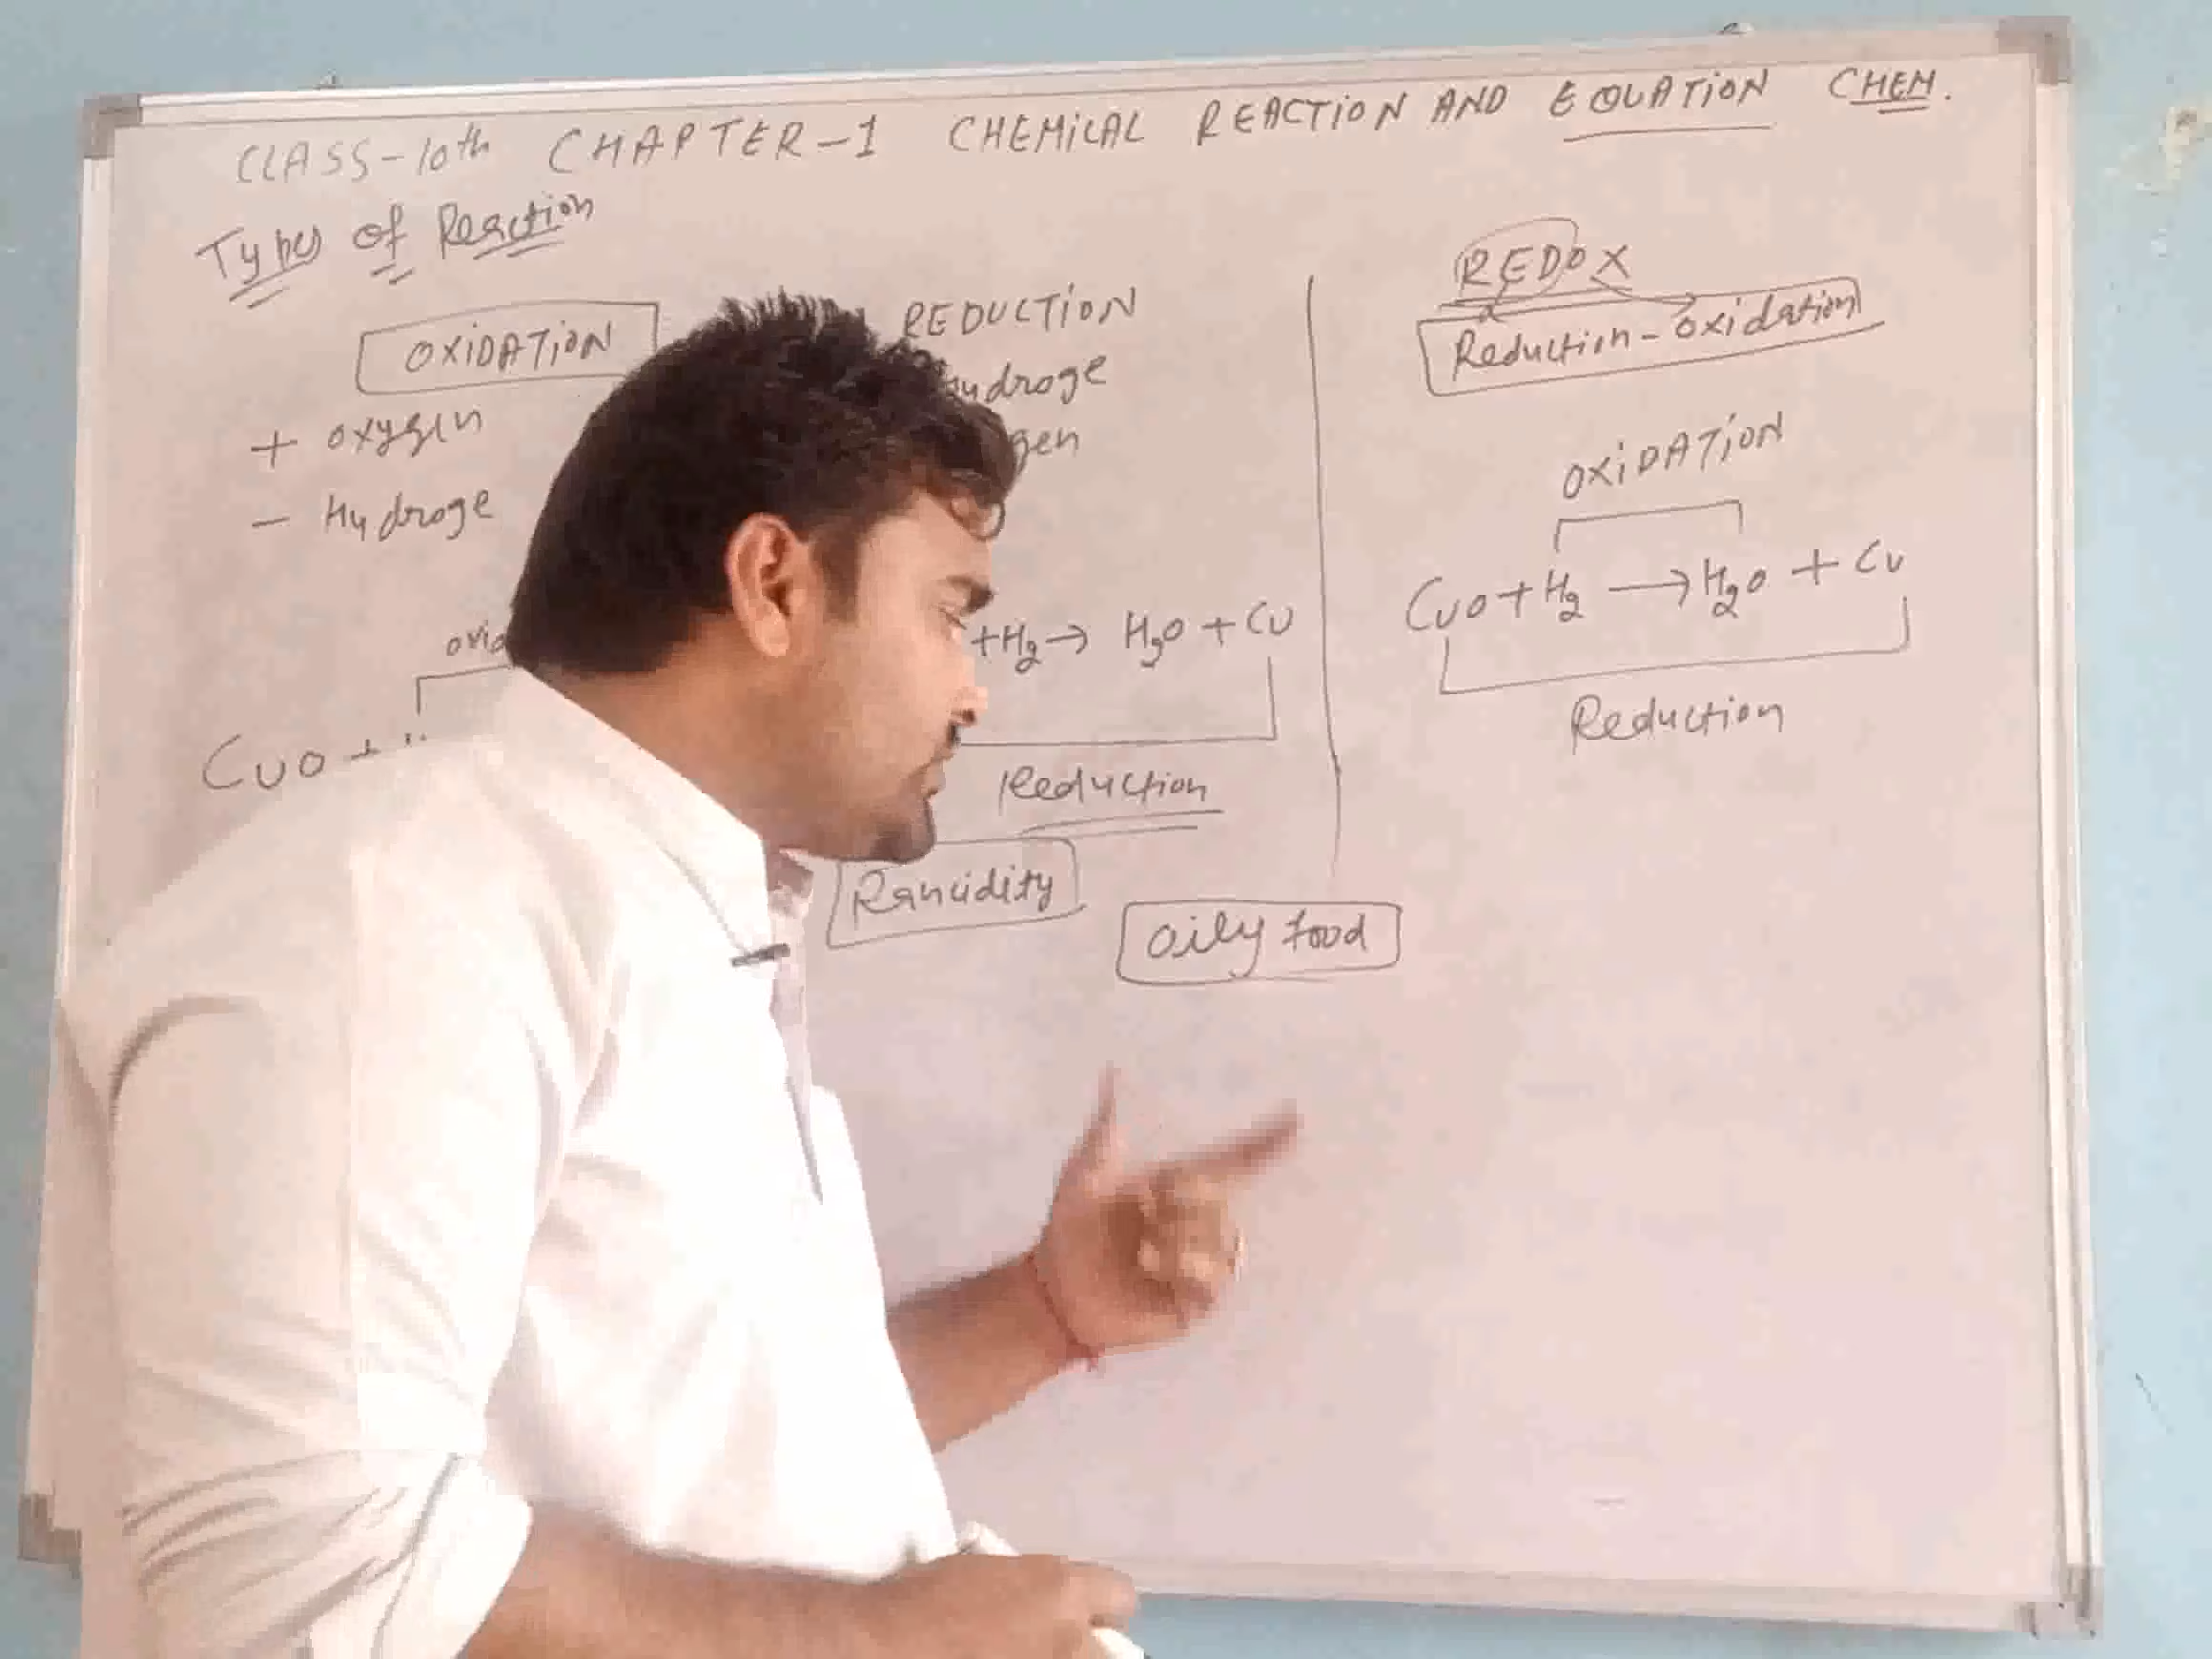 CLASS-10th CHAPTER-1 CHEMICAL REACTION AND EQUATION CHEM.
Types of Reaction
OXiDATiON
+ oxygen
- Hydroge
CuO +
REDUCTiON
+H2→ H2O + Cu
Reduction
Rancidity
Oily food
REDOX
Reduction-Oxidation
OXiDATiON
CuO+H2 → H2O + Cu
Reduction